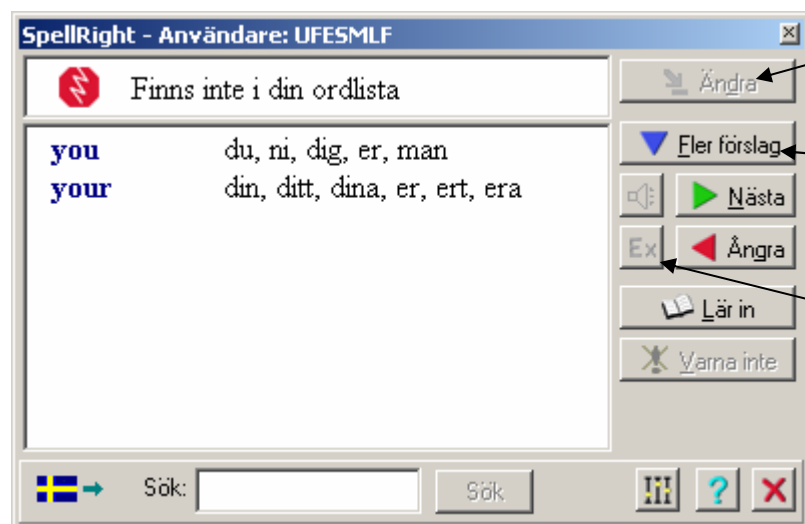 SpellRight - Användare: UFESMLF
Finns inte i din ordlista
Ändra
you du, ni, dig, er, man
your din, ditt, dina, er, ert, era
Fler förslag
Nästa
Ex Ångra
Lär in
Varna inte
Sök: Sök
?